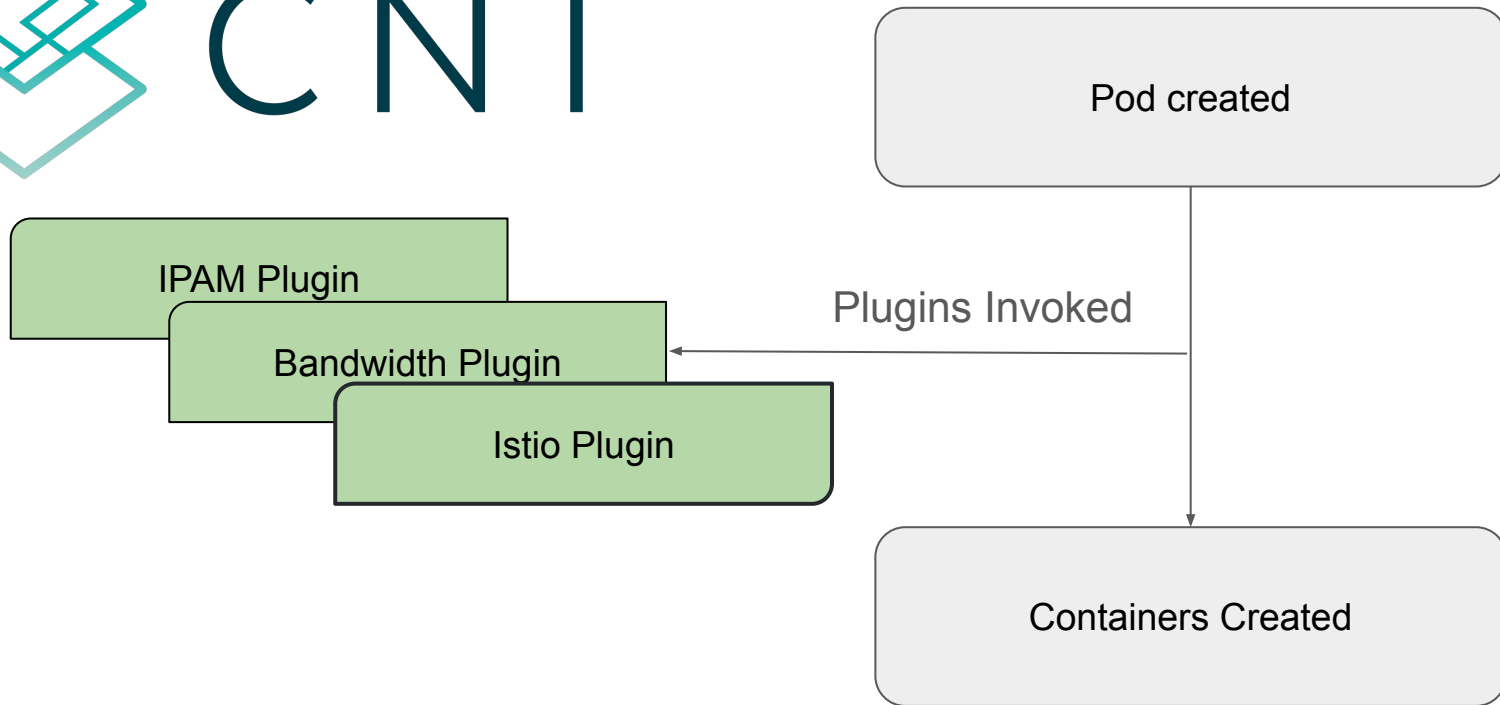 CNI
Pod created
IPAM Plugin
Plugins Invoked
Bandwidth Plugin
Istio Plugin
Containers Created